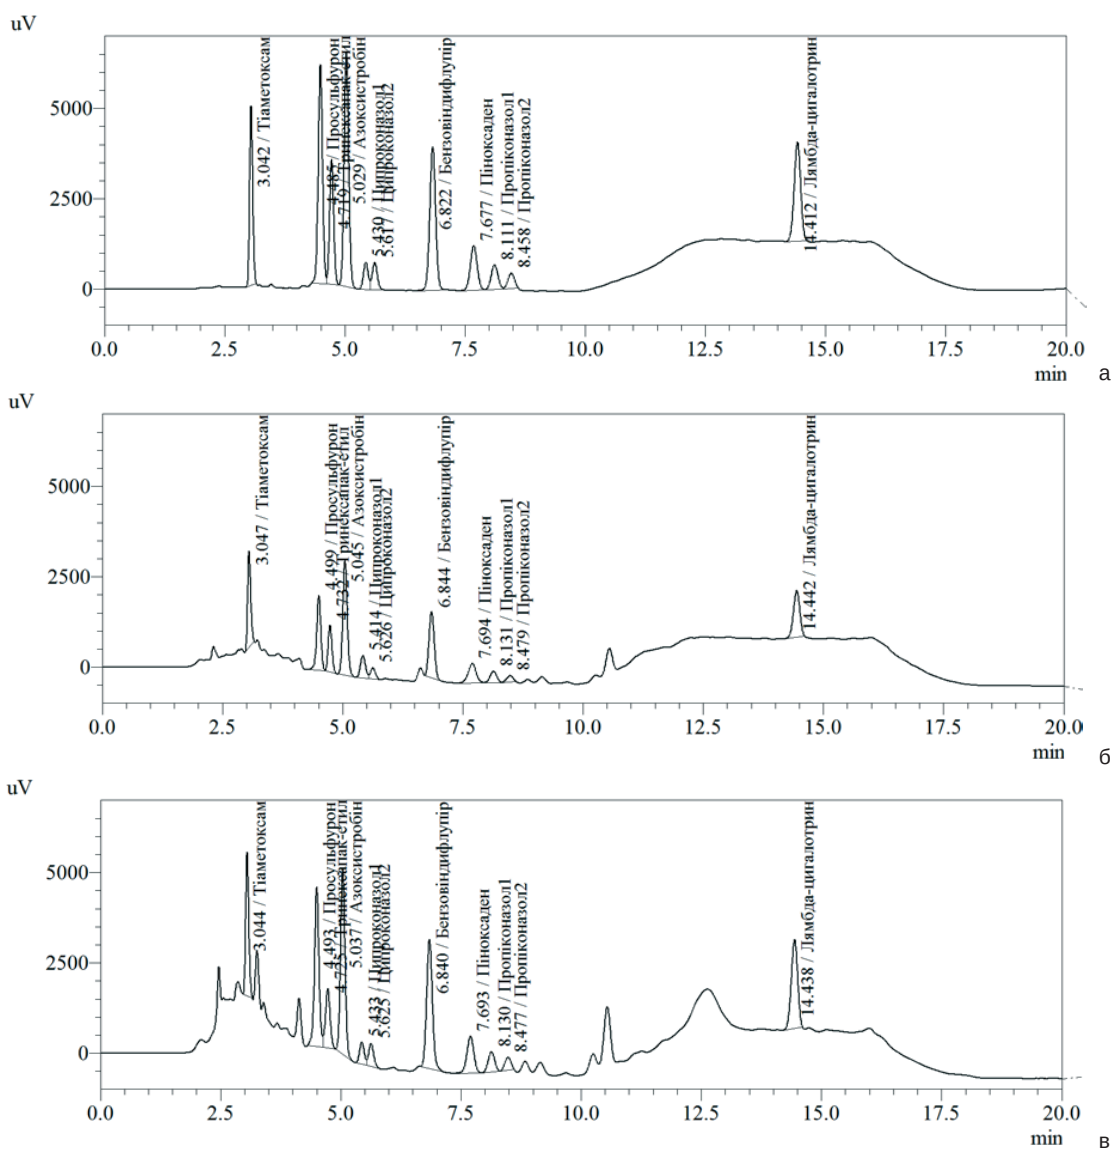 uV
3.042 / Тіаметоксам
4.485 / Просульфурон
4.719 / Тринексапак-етил
5.029 / Азоксистробін
5.430 / Ципроконазол1
5.617 / Ципроконазол2
6.822 / Бензовіндифлупір
7.677 / Піноксаден
8.111 / Пропіконазол1
8.458 / Пропіконазол2
14.412 / Лямбда-цигалотрин
5000
2500
0
0.0 2.5 5.0 7.5 10.0 12.5 15.0 17.5 20.0
min
а
uV
3.047 / Тіаметоксам
4.499 / Просульфурон
4.732 / Тринексапак-етил
5.045 / Азоксистробін
5.414 / Ципроконазол1
5.626 / Ципроконазол2
6.844 / Бензовіндифлупір
7.694 / Піноксаден
8.131 / Пропіконазол1
8.479 / Пропіконазол2
14.442 / Лямбда-цигалотрин
5000
2500
0
0.0 2.5 5.0 7.5 10.0 12.5 15.0 17.5 20.0
min
б
uV
3.044 / Тіаметоксам
4.493 / Просульфурон
4.725 / Тринексапак-етил
5.037 / Азоксистробін
5.433 / Ципроконазол1
5.625 / Ципроконазол2
6.840 / Бензовіндифлупір
7.693 / Піноксаден
8.130 / Пропіконазол1
8.477 / Пропіконазол2
14.438 / Лямбда-цигалотрин
5000
2500
0
0.0 2.5 5.0 7.5 10.0 12.5 15.0 17.5 20.0
min
в